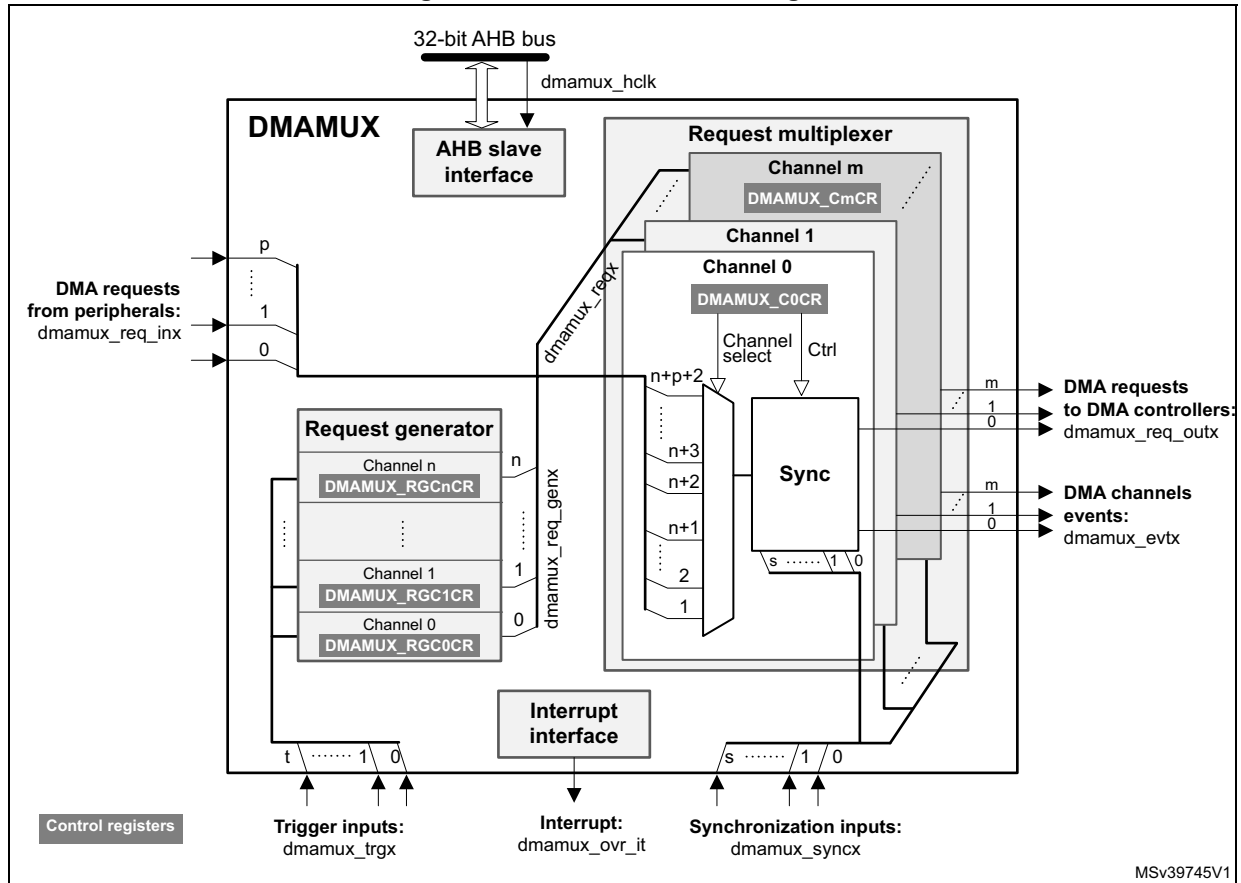 32-bit AHB bus
dmamux_hclk
DMAMUX
AHB slave
interface
Request multiplexer
Channel m
DMAMUX_CmCR
Channel 1
Channel 0
DMAMUX_C0CR
Channel
select
Ctrl
p
1
0
DMA requests
from peripherals:
dmamux_req_inx
dmamux_reqx
n+p+2
n+3
n+2
n+1
2
1
Sync
s ....... 1 0
m
1
0
DMA requests
to DMA controllers:
dmamux_req_outx
m
1
0
DMA channels
events:
dmamux_evtx
Request generator
Channel n
DMAMUX_RGCnCR
Channel 1
DMAMUX_RGC1CR
Channel 0
DMAMUX_RGC0CR
n
1
0
dmamux_req_genx
Interrupt
interface
t ....... 1 0
s ....... 1 0
Control registers
Trigger inputs:
dmamux_trgx
Interrupt:
dmamux_ovr_it
Synchronization inputs:
dmamux_syncx
MSv39745V1